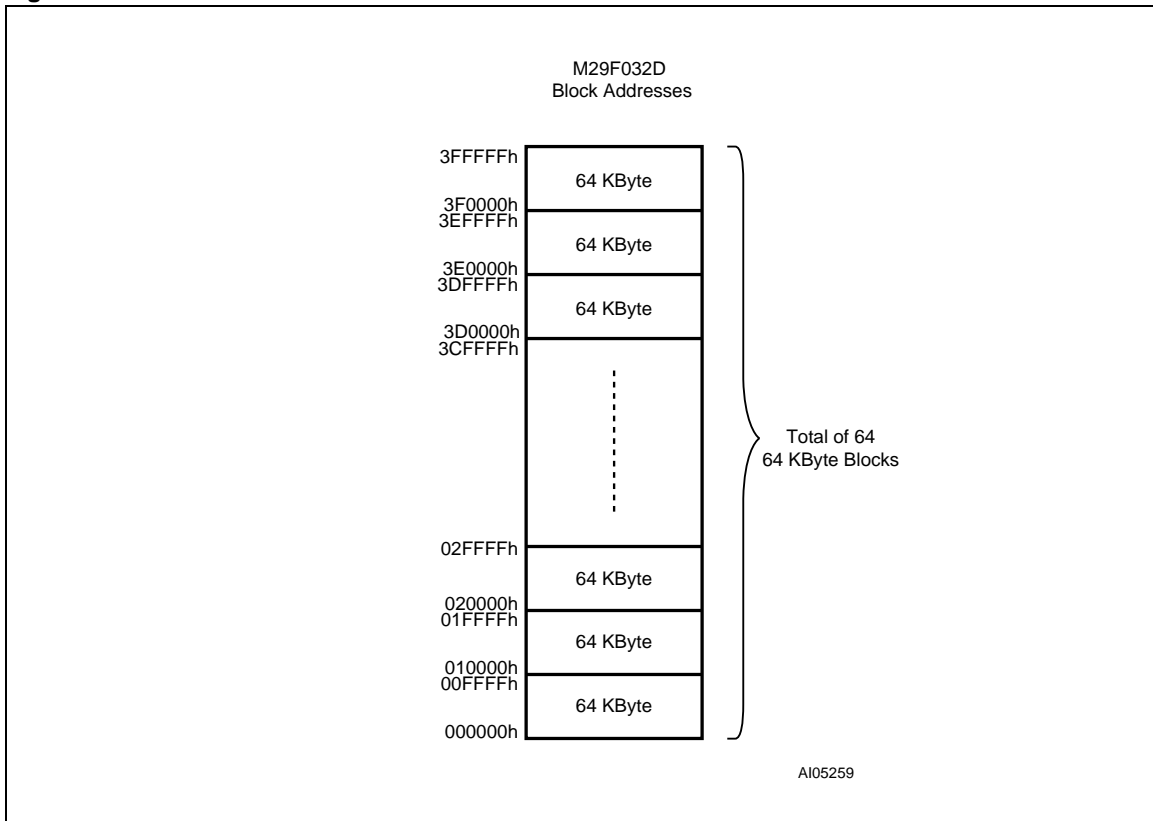 M29F032D
Block Addresses
3FFFFFh
64 KByte
3F0000h
3EFFFFh
64 KByte
3E0000h
3DFFFFh
64 KByte
3D0000h
3CFFFFh
Total of 64
64 KByte Blocks
02FFFFh
64 KByte
020000h
01FFFFh
64 KByte
010000h
00FFFFh
64 KByte
000000h
AI05259